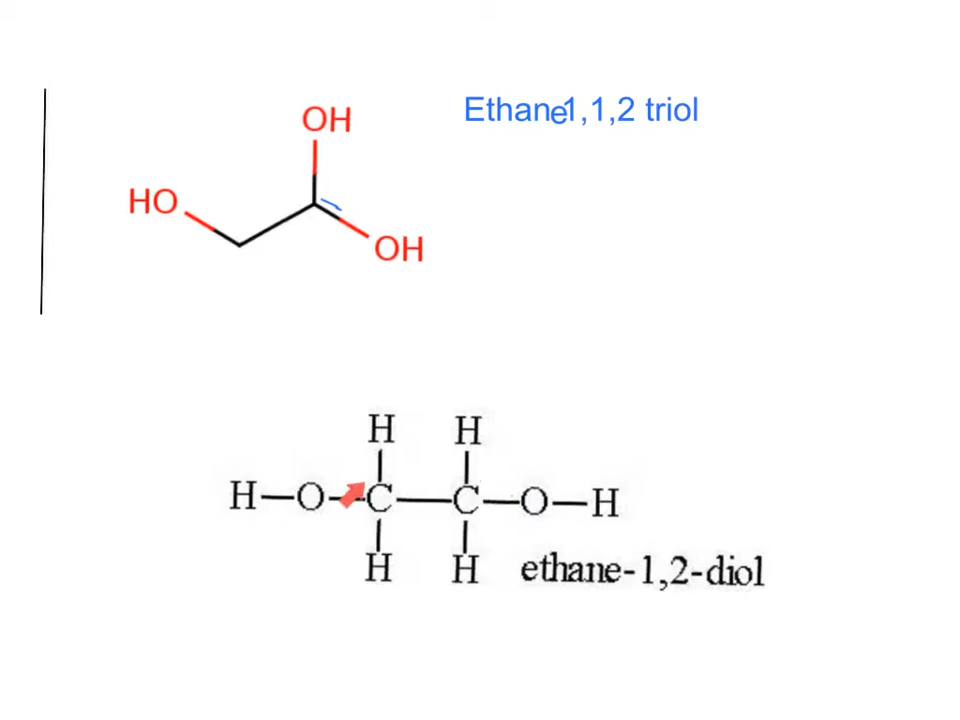 OH
Ethane1,1,2 triol
HO
OH
H H
H—O—C—C—O—H
H H
ethane-1,2-diol